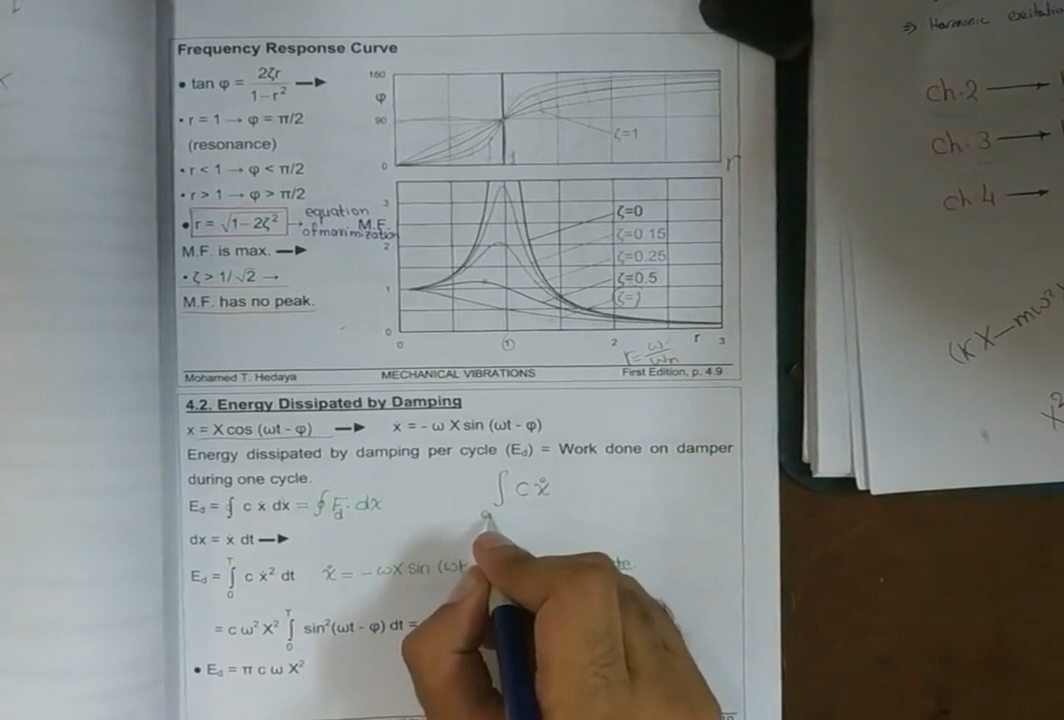 Frequency Response Curve
• tan φ = 2ζr / 1- r²
• r = 1 → φ = π/2
(resonance)
• r < 1 → φ < π/2
• r > 1 → φ > π/2
• r = √1- 2ζ² → equation of maximization M.F.
M.F. is max.
• ζ > 1/ √2 →
M.F. has no peak.
180
φ
90
0
ζ=1
1
r
3
2
1
0
ζ=0
ζ=0.15
ζ=0.25
ζ=0.5
ζ=1
0 1 2 r 3
r = ω/ωn
Mohamed T. Hedaya MECHANICAL VIBRATIONS First Edition, p. 4.9
4.2. Energy Dissipated by Damping
x = X cos (ωt - φ) ẋ = - ω X sin (ωt - φ)
Energy dissipated by damping per cycle (Ed) = Work done on damper
during one cycle.
Ed = ∮ c ẋ dx = ∮ Fd . dx
∫ c ẋ
dx = ẋ dt
Ed = ∫₀ᵀ c ẋ² dt ẋ = - ωX sin (ωt
= c ω² X² ∫₀ᵀ sin²(ωt - φ) dt =
• Ed = π c ω X²
⇒ Harmonic
ch.2 →
ch.3 →
ch.4 →
(kX - mω²
X²